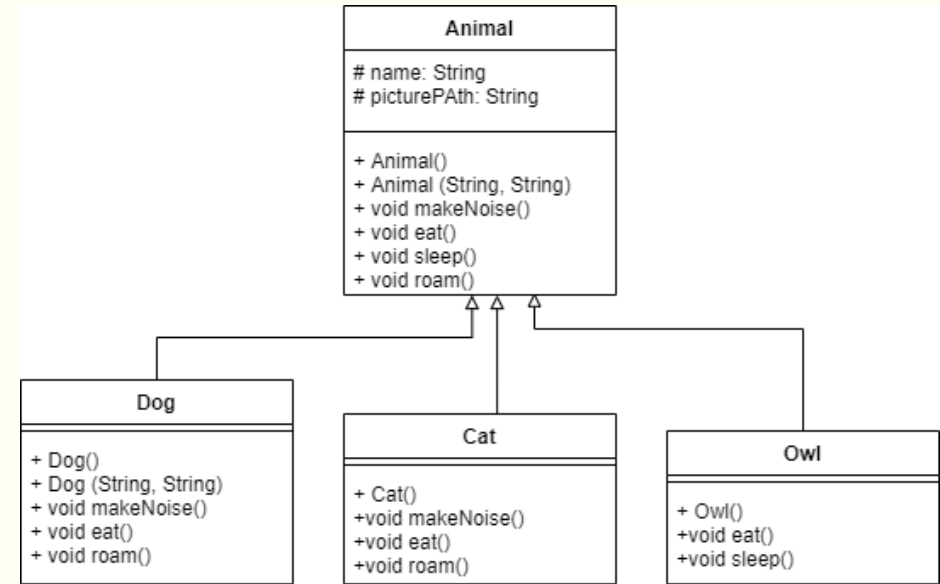 Animal
# name: String
# picturePAth: String
+ Animal()
+ Animal (String, String)
+ void makeNoise()
+ void eat()
+ void sleep()
+ void roam()
Dog
+ Dog()
+ Dog (String, String)
+ void makeNoise()
+ void eat()
+ void roam()
Cat
+ Cat()
+void makeNoise()
+void eat()
+void roam()
Owl
+ Owl()
+void eat()
+void sleep()